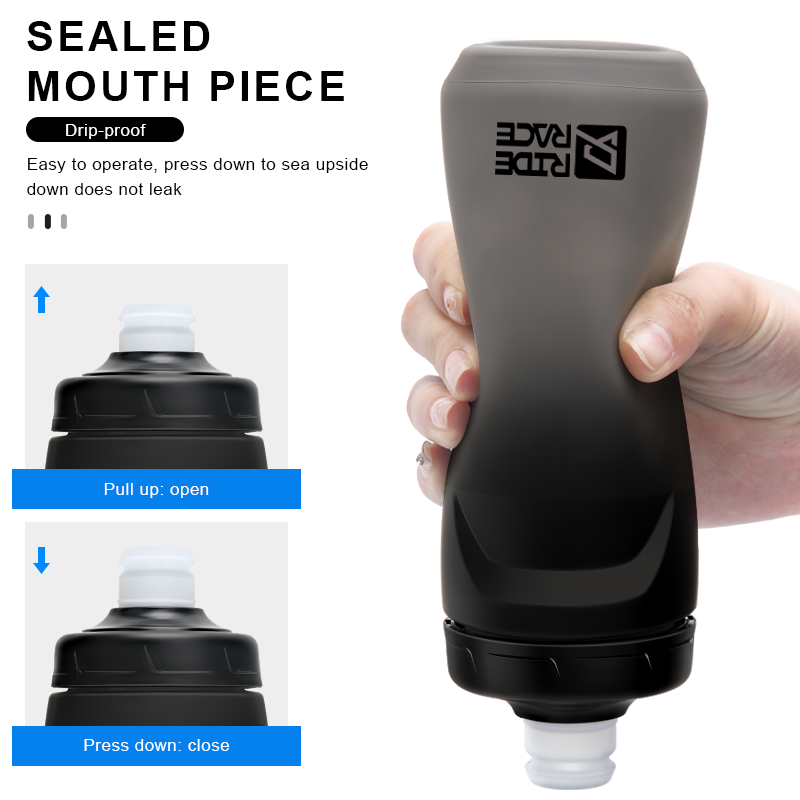 SEALED
MOUTH PIECE
Drip-proof
Easy to operate, press down to sea upside
down does not leak
RIDE
RACE
Pull up: open
Press down: close